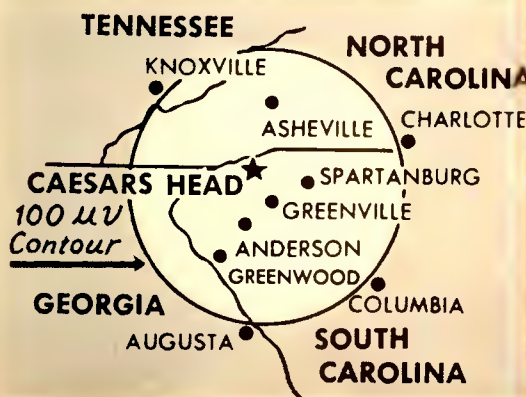 TENNESSEE
NORTH
CAROLINA
KNOXVILLE
ASHEVILLE
CHARLOTTE
CAESARS HEAD
SPARTANBURG
GREENVILLE
100 µV
Contour
ANDERSON
GREENWOOD
GEORGIA
COLUMBIA
AUGUSTA
SOUTH
CAROLINA